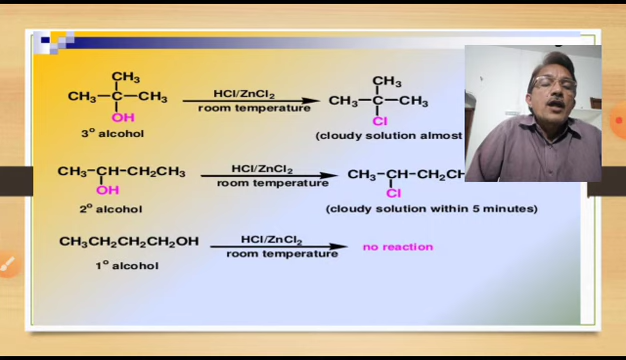 CH3
CH3-C-CH3
OH
3° alcohol
HCl/ZnCl2
room temperature
CH3
CH3-C-CH3
Cl
(cloudy solution almost
CH3-CH-CH2CH3
OH
2° alcohol
HCl/ZnCl2
room temperature
CH3-CH-CH2CH
Cl
(cloudy solution within 5 minutes)
CH3CH2CH2CH2OH
1° alcohol
HCl/ZnCl2
room temperature
no reaction